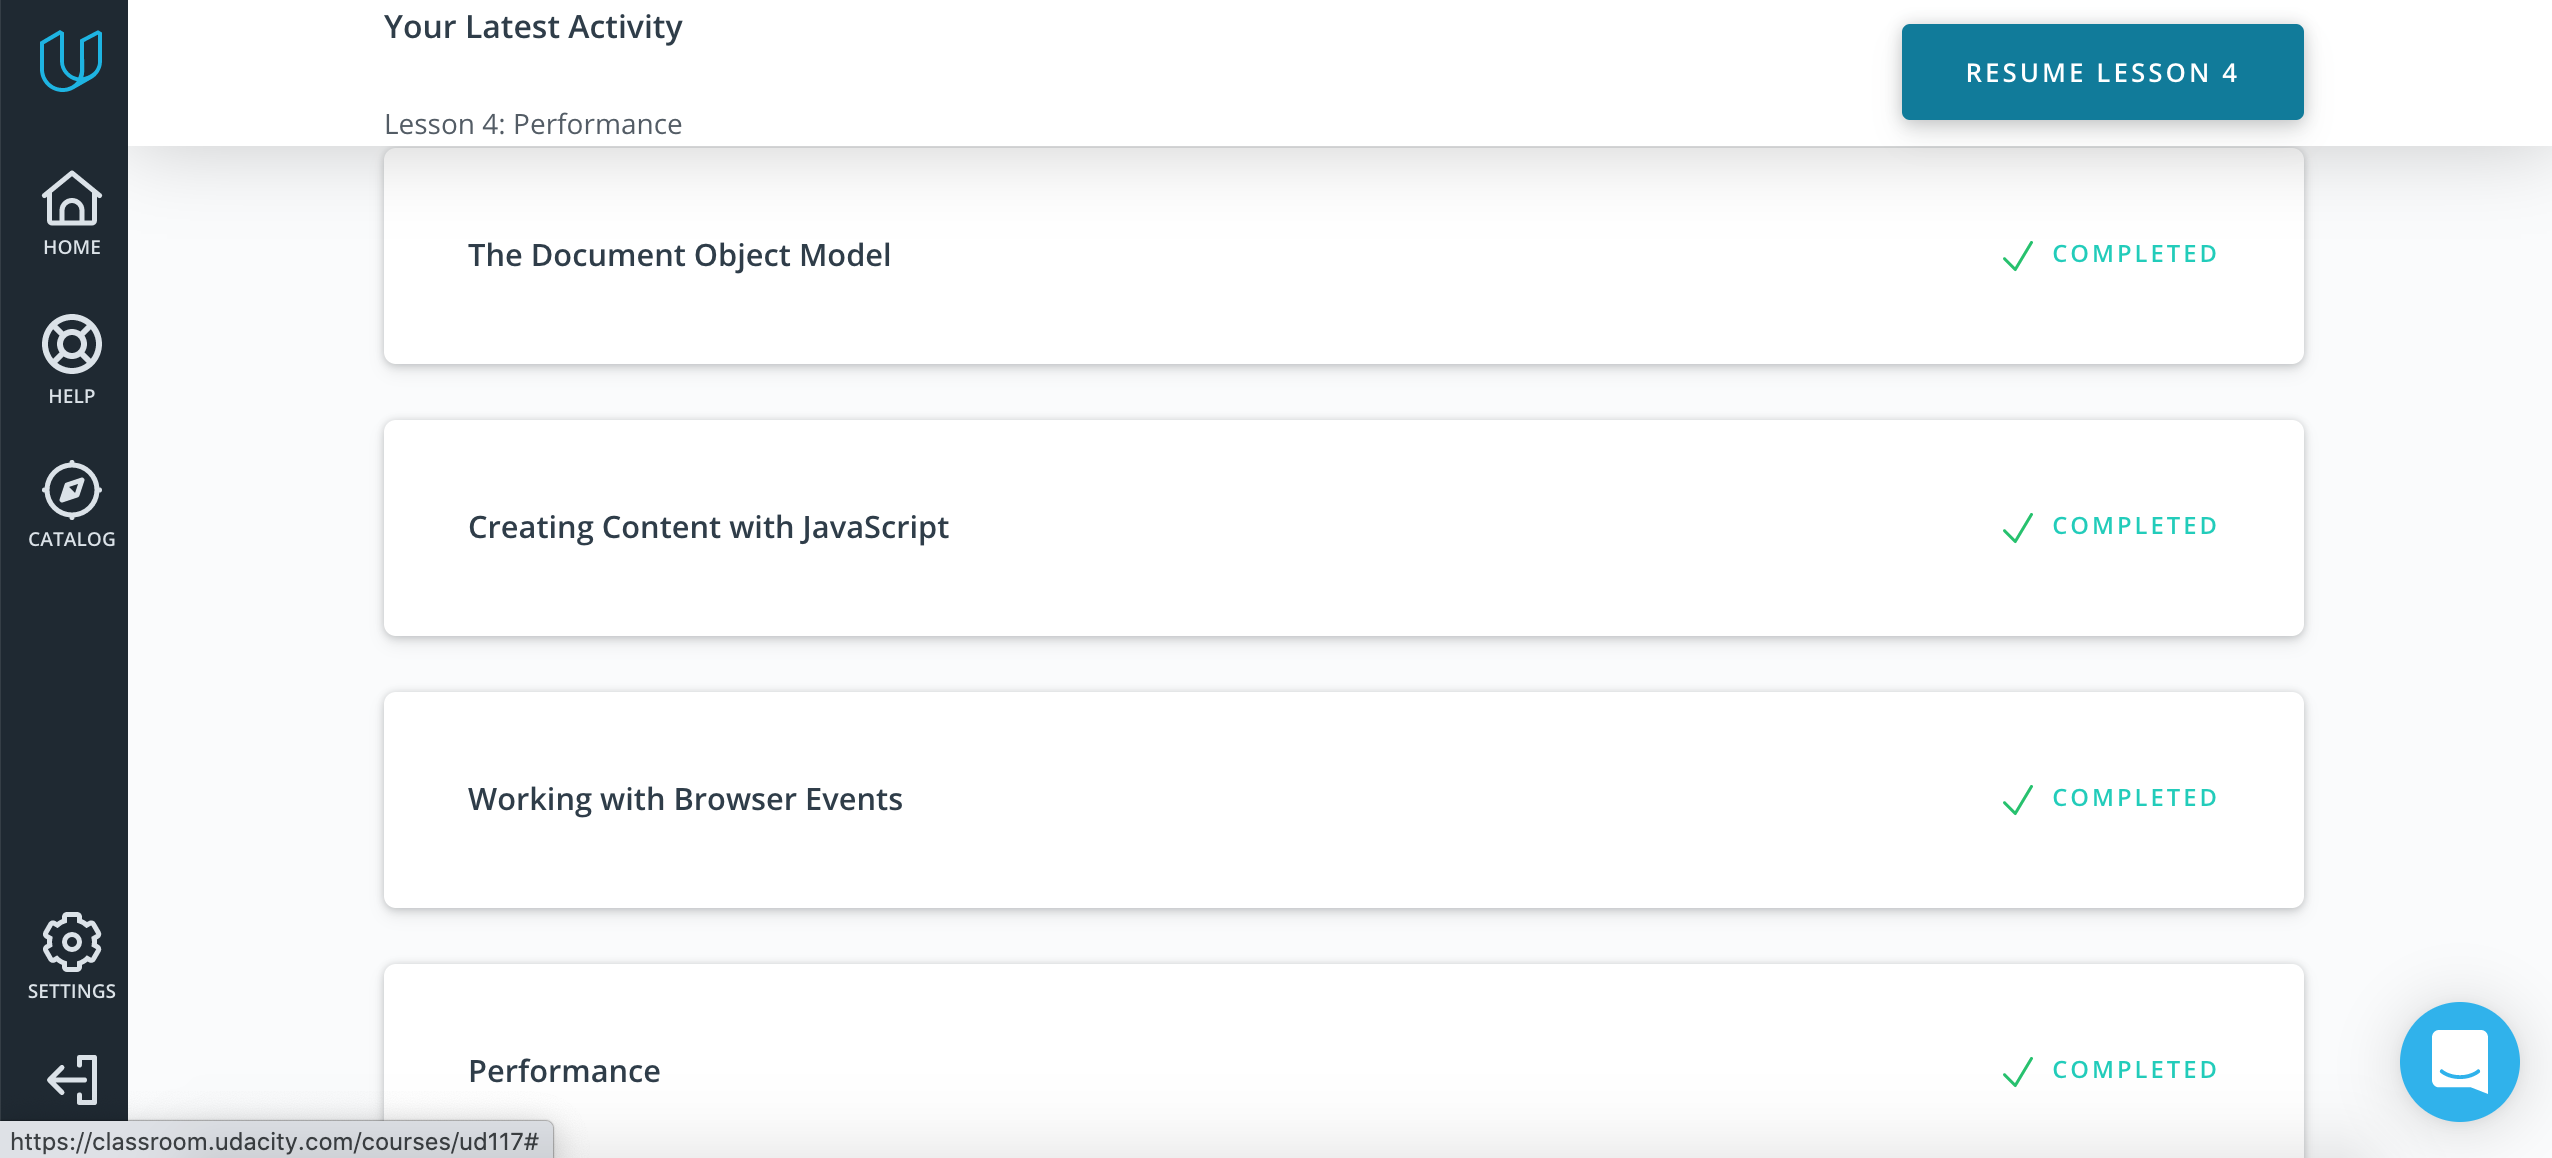 Your Latest Activity
RESUME LESSON 4
Lesson 4: Performance
HOME
HELP
CATALOG
SETTINGS
The Document Object Model
COMPLETED
Creating Content with JavaScript
COMPLETED
Working with Browser Events
COMPLETED
Performance
COMPLETED
https://classroom.udacity.com/courses/ud117#